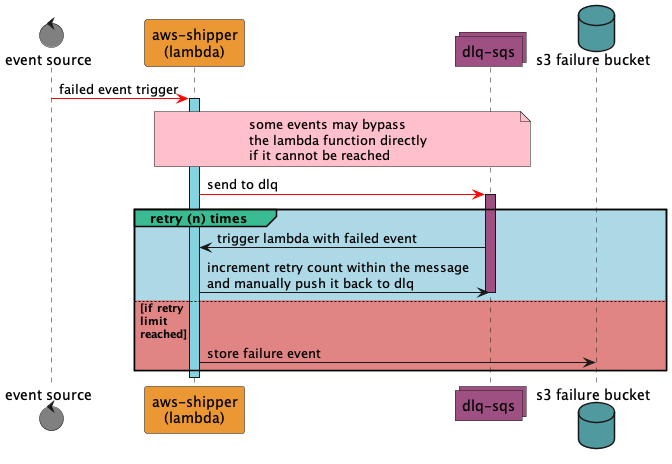 event source
aws-shipper
(lambda)
dlq-sqs
s3 failure bucket
failed event trigger
some events may bypass
the lambda function directly
if it cannot be reached
send to dlq
retry (n) times
trigger lambda with failed event
increment retry count within the message
and manually push it back to dlq
[if retry
limit
reached]
store failure event
event source
aws-shipper
(lambda)
dlq-sqs
s3 failure bucket